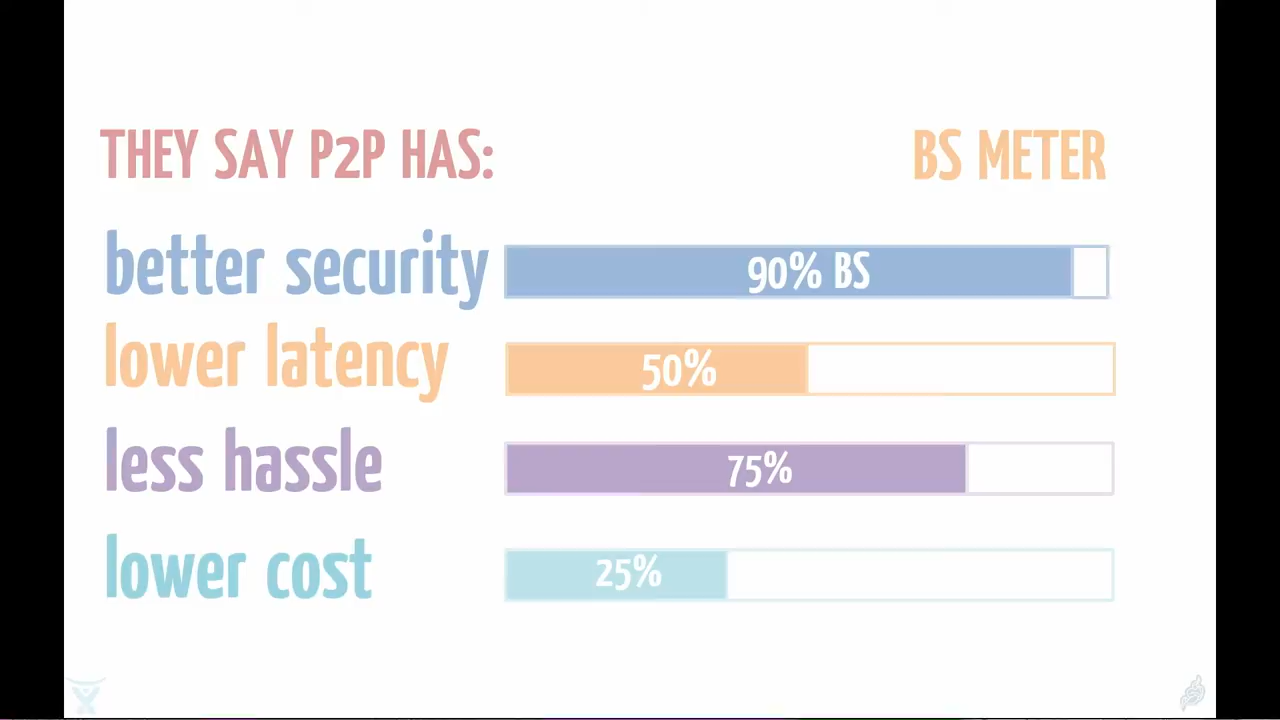 THEY SAY P2P HAS: BS METER
better security 90% BS
lower latency 50%
less hassle 75%
lower cost 25%